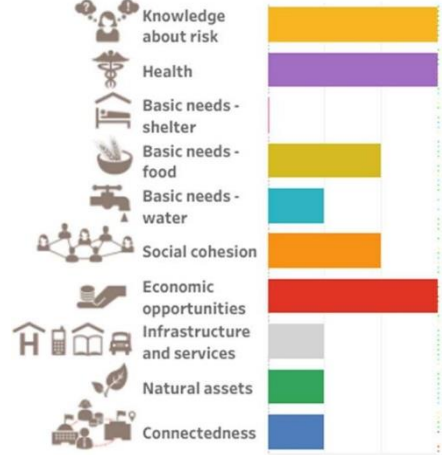 Knowledge
about risk
Health
Basic needs -
shelter
Basic needs -
food
Basic needs -
water
Social cohesion
Economic
opportunities
Infrastructure
and services
Natural assets
Connectedness